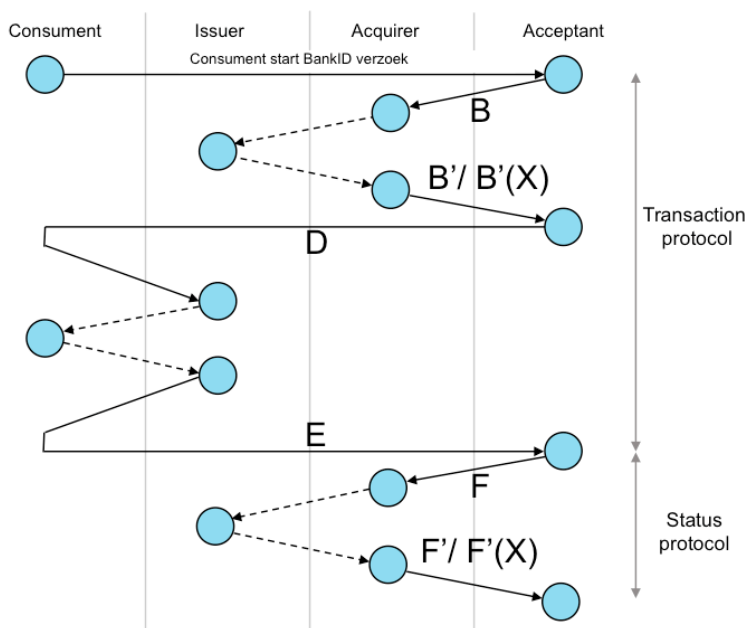 Consument Issuer Acquirer Acceptant
Consument start BankID verzoek
B
B’/ B’(X)
Transaction
protocol
D
E
F
Status
protocol
F’/ F’(X)